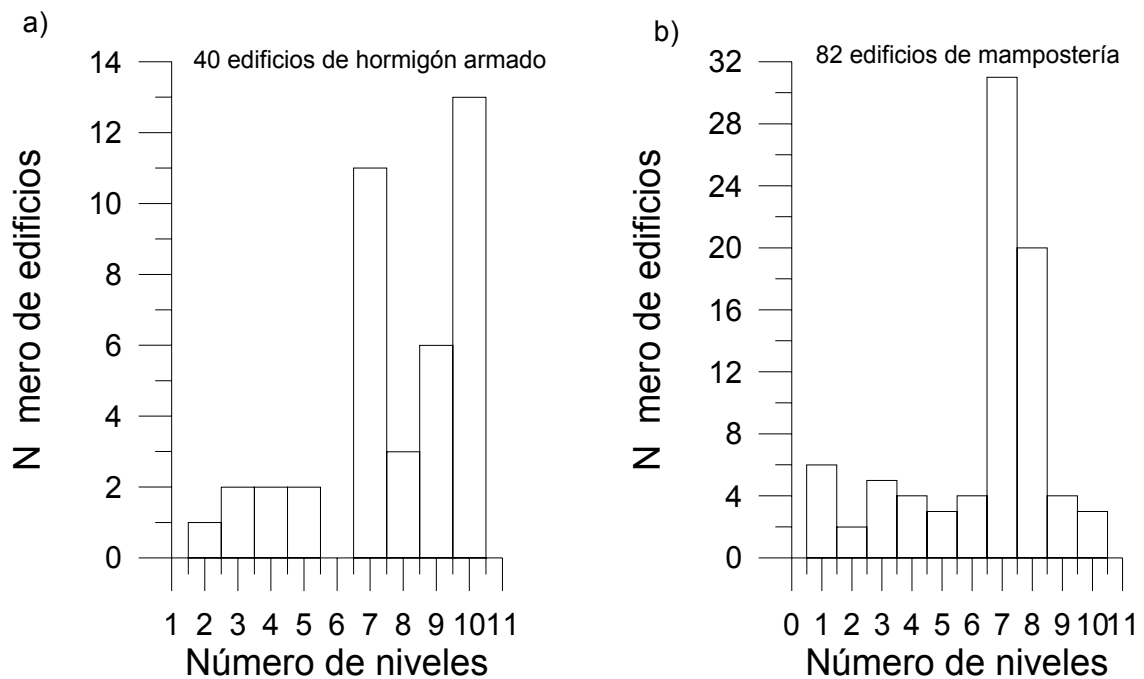 a)
40 edificios de hormigón armado
14
12
10
8
6
4
2
0
N mero de edificios
1 2 3 4 5 6 7 8 9 10 11
Número de niveles
b)
82 edificios de mampostería
32
28
24
20
16
12
8
4
0
N mero de edificios
0 1 2 3 4 5 6 7 8 9 10 11
Número de niveles